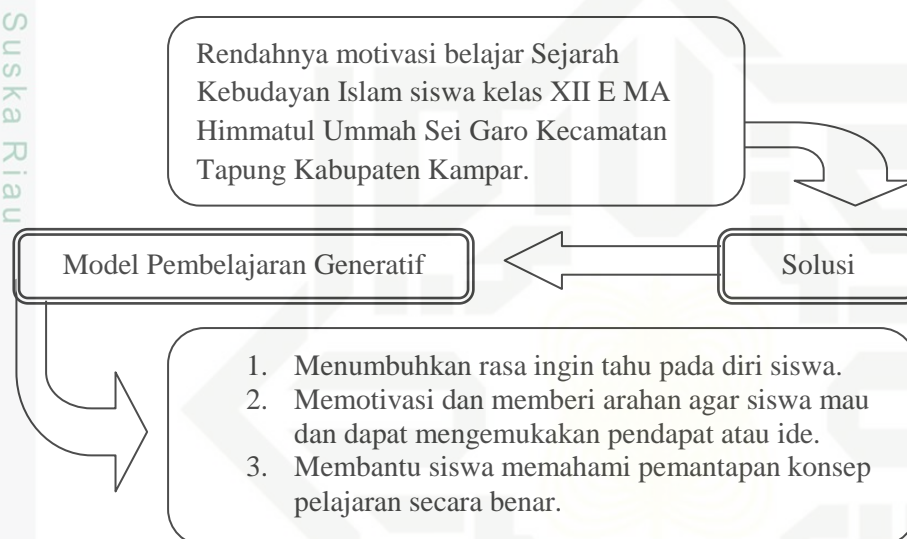 Suska Riau
Rendahnya motivasi belajar Sejarah
Kebudayan Islam siswa kelas XII E MA
Himmatul Ummah Sei Garo Kecamatan
Tapung Kabupaten Kampar.
Model Pembelajaran Generatif
Solusi
1. Menumbuhkan rasa ingin tahu pada diri siswa.
2. Memotivasi dan memberi arahan agar siswa mau
dan dapat mengemukakan pendapat atau ide.
3. Membantu siswa memahami pemantapan konsep
pelajaran secara benar.